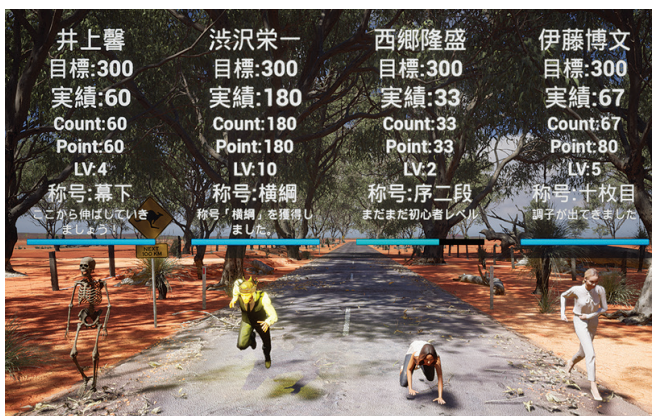 井上馨
目標:300
実績:60
Count:60
Point:60
LV:4
称号:幕下
ここから伸ばしていき
ましょう!
渋沢栄一
目標:300
実績:180
Count:180
Point:180
LV:10
称号:横綱
称号「横綱」を獲得し
ました。
西郷隆盛
目標:300
実績:33
Count:33
Point:33
LV:2
称号:序二段
まだまだ初心者レベル
伊藤博文
目標:300
実績:67
Count:67
Point:80
LV:5
称号:十枚目
調子が出てきました
NEXT
100 KM